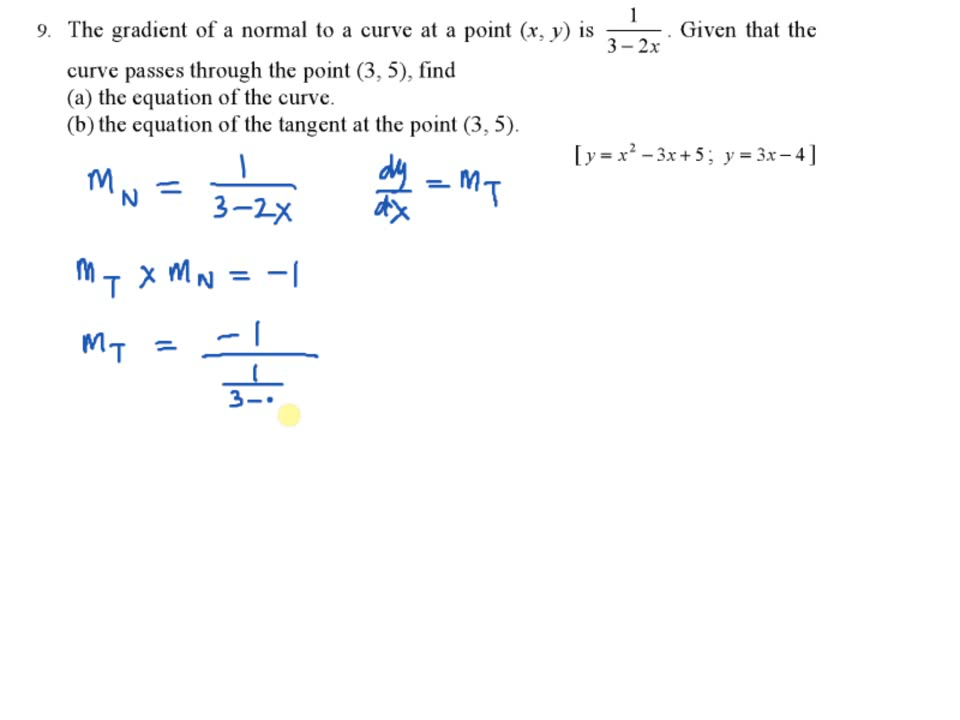 9. The gradient of a normal to a curve at a point (x, y) is 1/(3 – 2x). Given that the
curve passes through the point (3, 5), find
(a) the equation of the curve.
(b) the equation of the tangent at the point (3, 5).
[ y = x² – 3x + 5 ; y = 3x – 4 ]
m_N = 1/(3–2x) dy/dx = m_T
m_T × m_N = –1
m_T = –1/(1/(3–